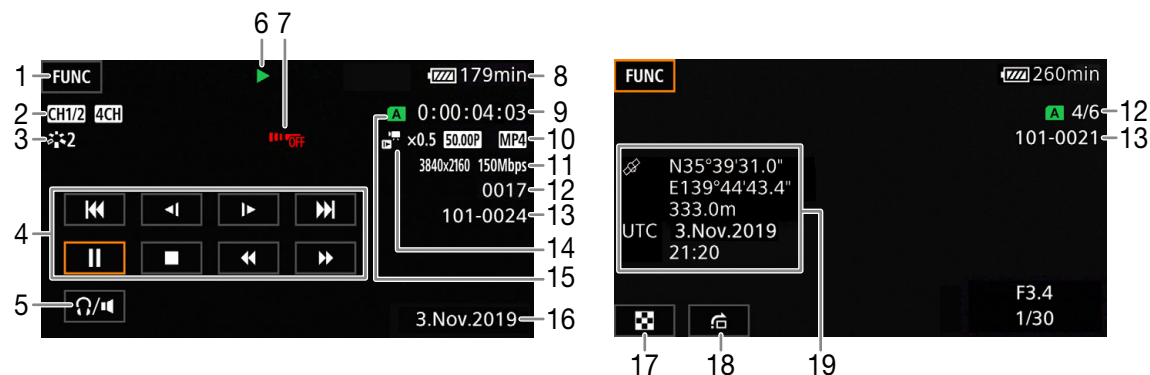 6 7
1 FUNC 179min 8
2 CH1/2 4CH A 0:00:04:03 9
3 2 OFF ×0.5 50.00P MP4 10
3840x2160 150Mbps 11
0017 12
101-0024 13
4
14
15
5
3.Nov.2019 16
FUNC 260min
A 4/6 12
101-0021 13
N35°39'31.0"
E139°44'43.4"
333.0m
UTC 3.Nov.2019
21:20
F3.4
1/30
17 18 19